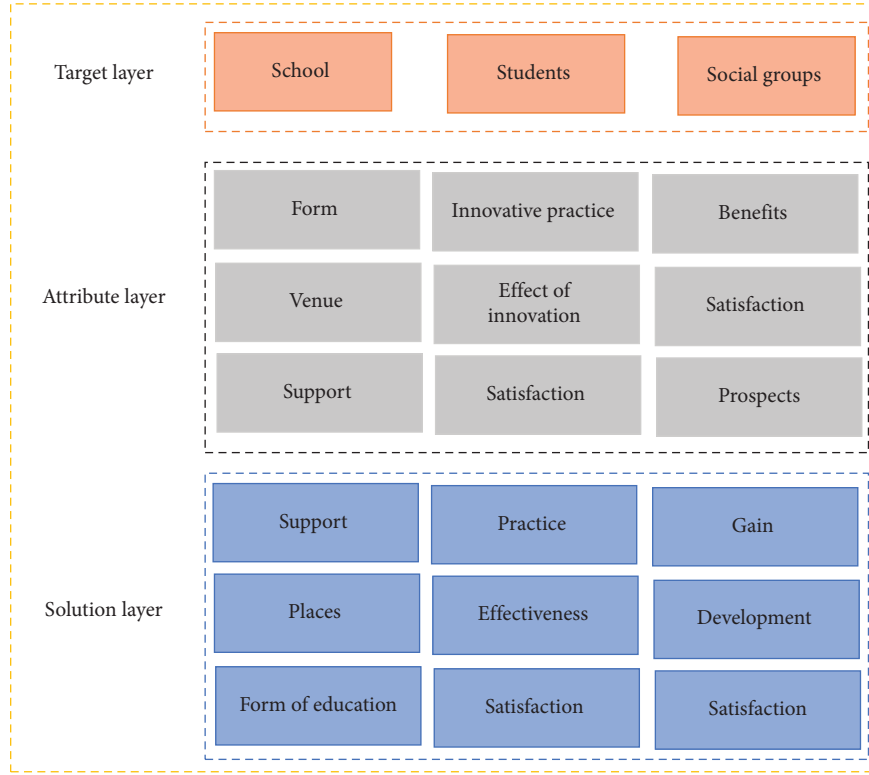 Target layer
School
Students
Social groups
Attribute layer
Form
Innovative practice
Benefits
Venue
Effect of
innovation
Satisfaction
Support
Satisfaction
Prospects
Solution layer
Support
Practice
Gain
Places
Effectiveness
Development
Form of education
Satisfaction
Satisfaction